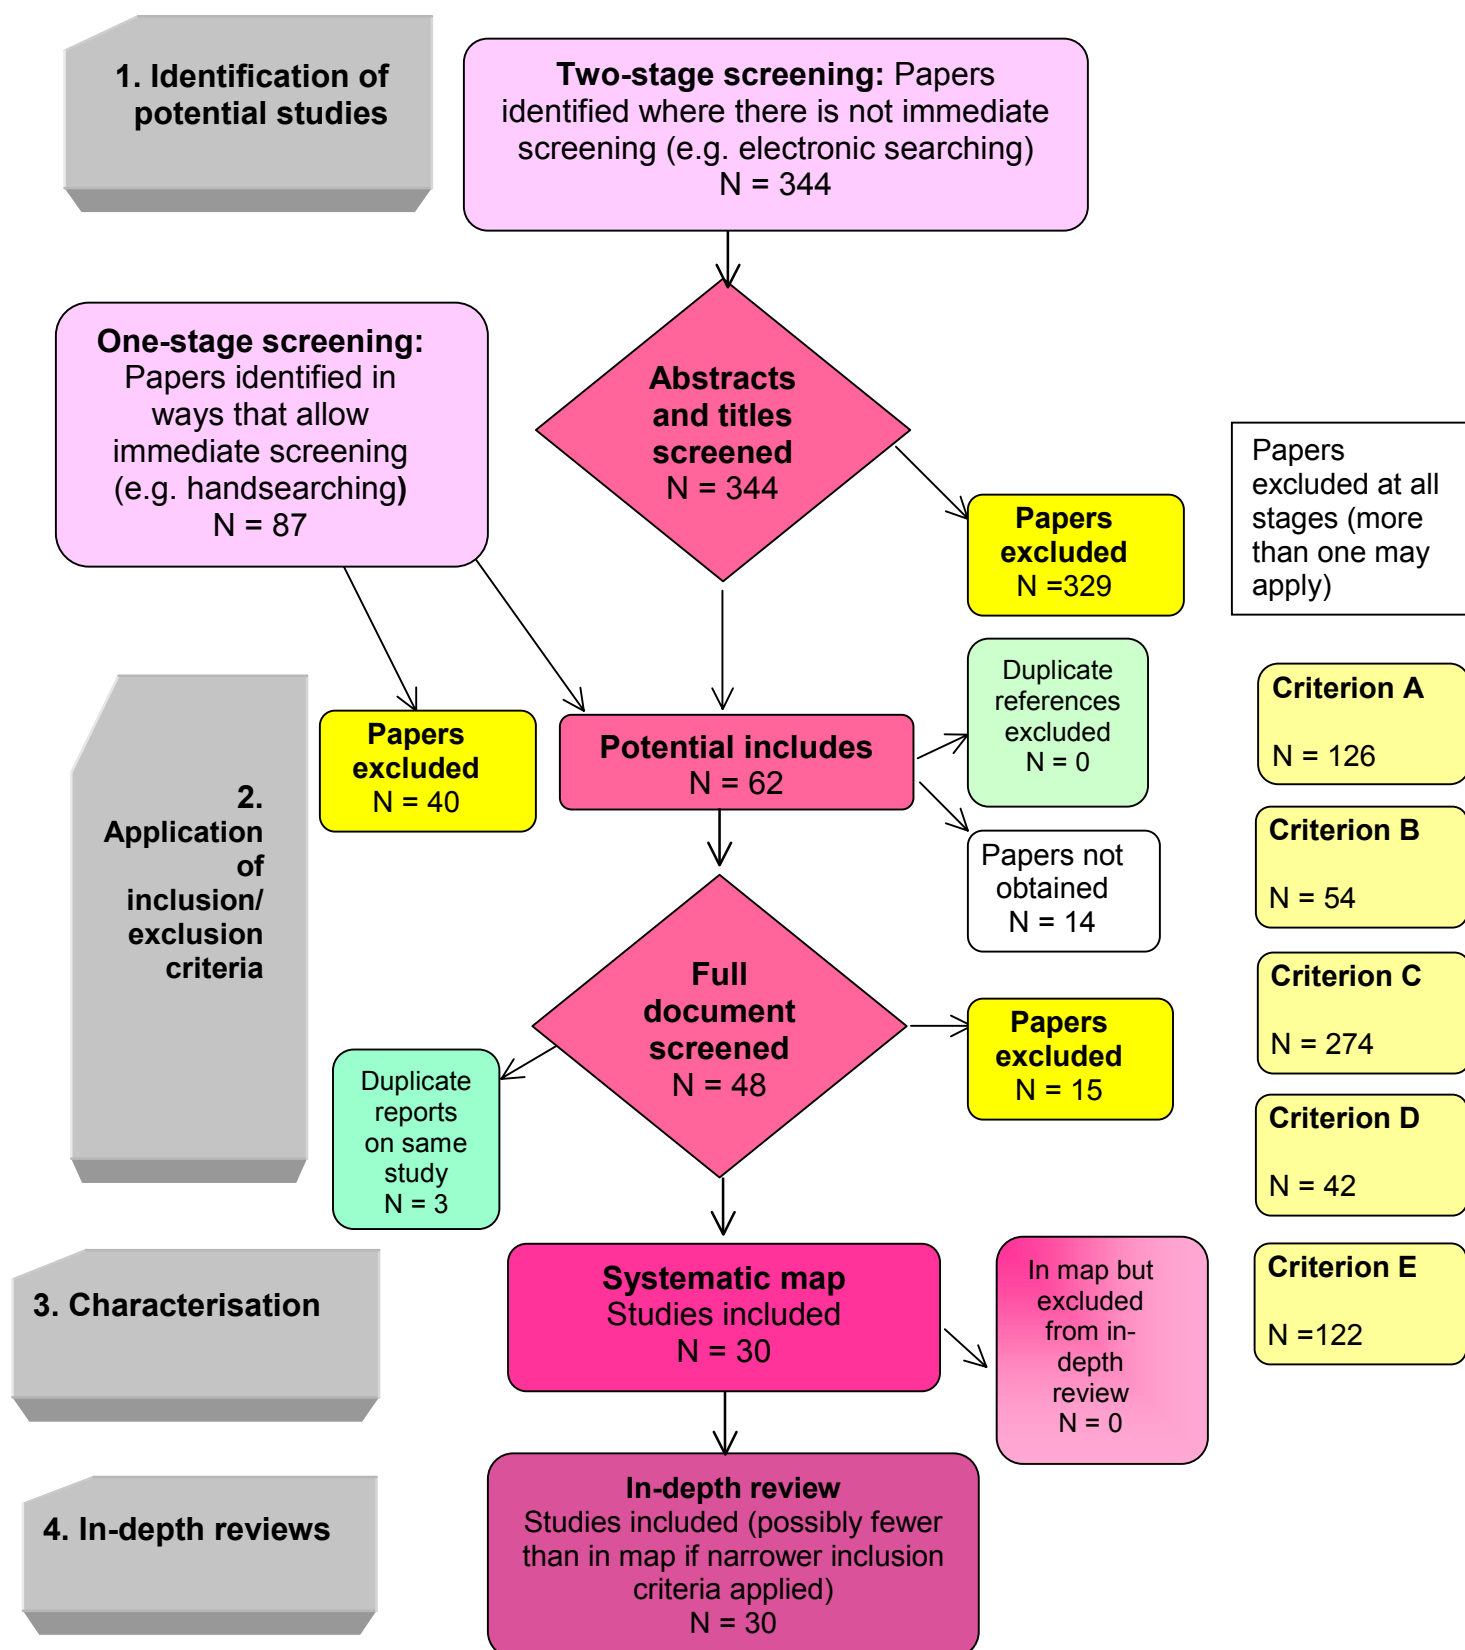 1. Identification of
potential studies
Two-stage screening: Papers
identified where there is not immediate
screening (e.g. electronic searching)
N = 344
One-stage screening:
Papers identified in
ways that allow
immediate screening
(e.g. handsearching)
N = 87
Abstracts
and titles
screened
N = 344
Papers
excluded
N =329
Papers
excluded at all
stages (more
than one may
apply)
2.
Application
of
inclusion/
exclusion
criteria
Papers
excluded
N = 40
Potential includes
N = 62
Duplicate
references
excluded
N = 0
Papers not
obtained
N = 14
Criterion A
N = 126
Criterion B
N = 54
Criterion C
N = 274
Criterion D
N = 42
Criterion E
N =122
Full
document
screened
N = 48
Papers
excluded
N = 15
Duplicate
reports
on same
study
N = 3
3. Characterisation
Systematic map
Studies included
N = 30
In map but
excluded
from in-
depth
review
N = 0
4. In-depth reviews
In-depth review
Studies included (possibly fewer
than in map if narrower inclusion
criteria applied)
N = 30